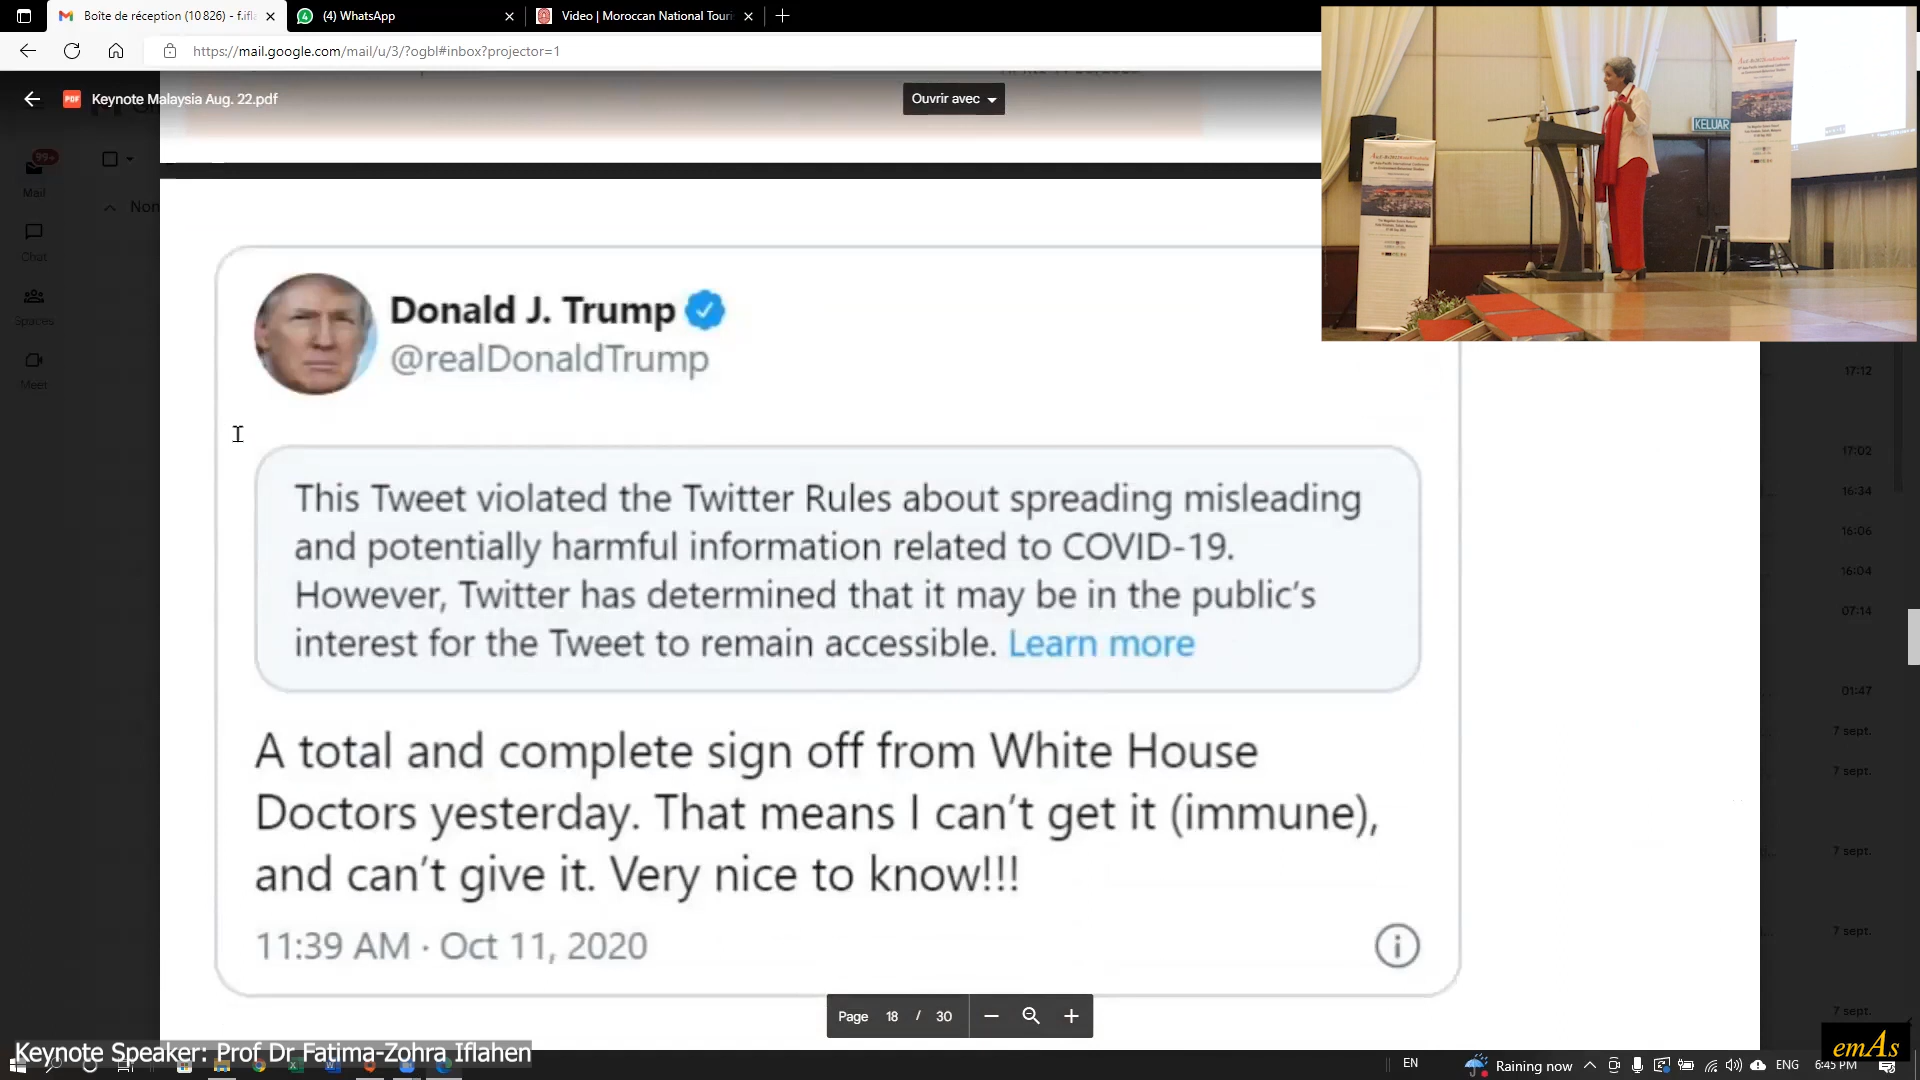 Boîte de réception (10 826) - f.ifla
(4) WhatsApp
Video | Moroccan National Touri
https://mail.google.com/mail/u/3/?ogbl#inbox?projector=1
PDF
Keynote Malaysia Aug. 22.pdf
Ouvrir avec
99+
Mail
Non
Chat
Spaces
Meet
KELUAR
Donald J. Trump
@realDonaldTrump
This Tweet violated the Twitter Rules about spreading misleading
and potentially harmful information related to COVID-19.
However, Twitter has determined that it may be in the public's
interest for the Tweet to remain accessible. Learn more
A total and complete sign off from White House
Doctors yesterday. That means I can't get it (immune),
and can't give it. Very nice to know!!!
11:39 AM · Oct 11, 2020
17:12
17:02
16:34
16:06
16:04
07:14
01:47
7 sept.
7 sept.
7 sept.
7 sept.
7 sept.
Page 18 / 30
Keynote Speaker: Prof Dr Fatima-Zohra Iflahen
emAs
EN
Raining now
ENG
6:45 PM